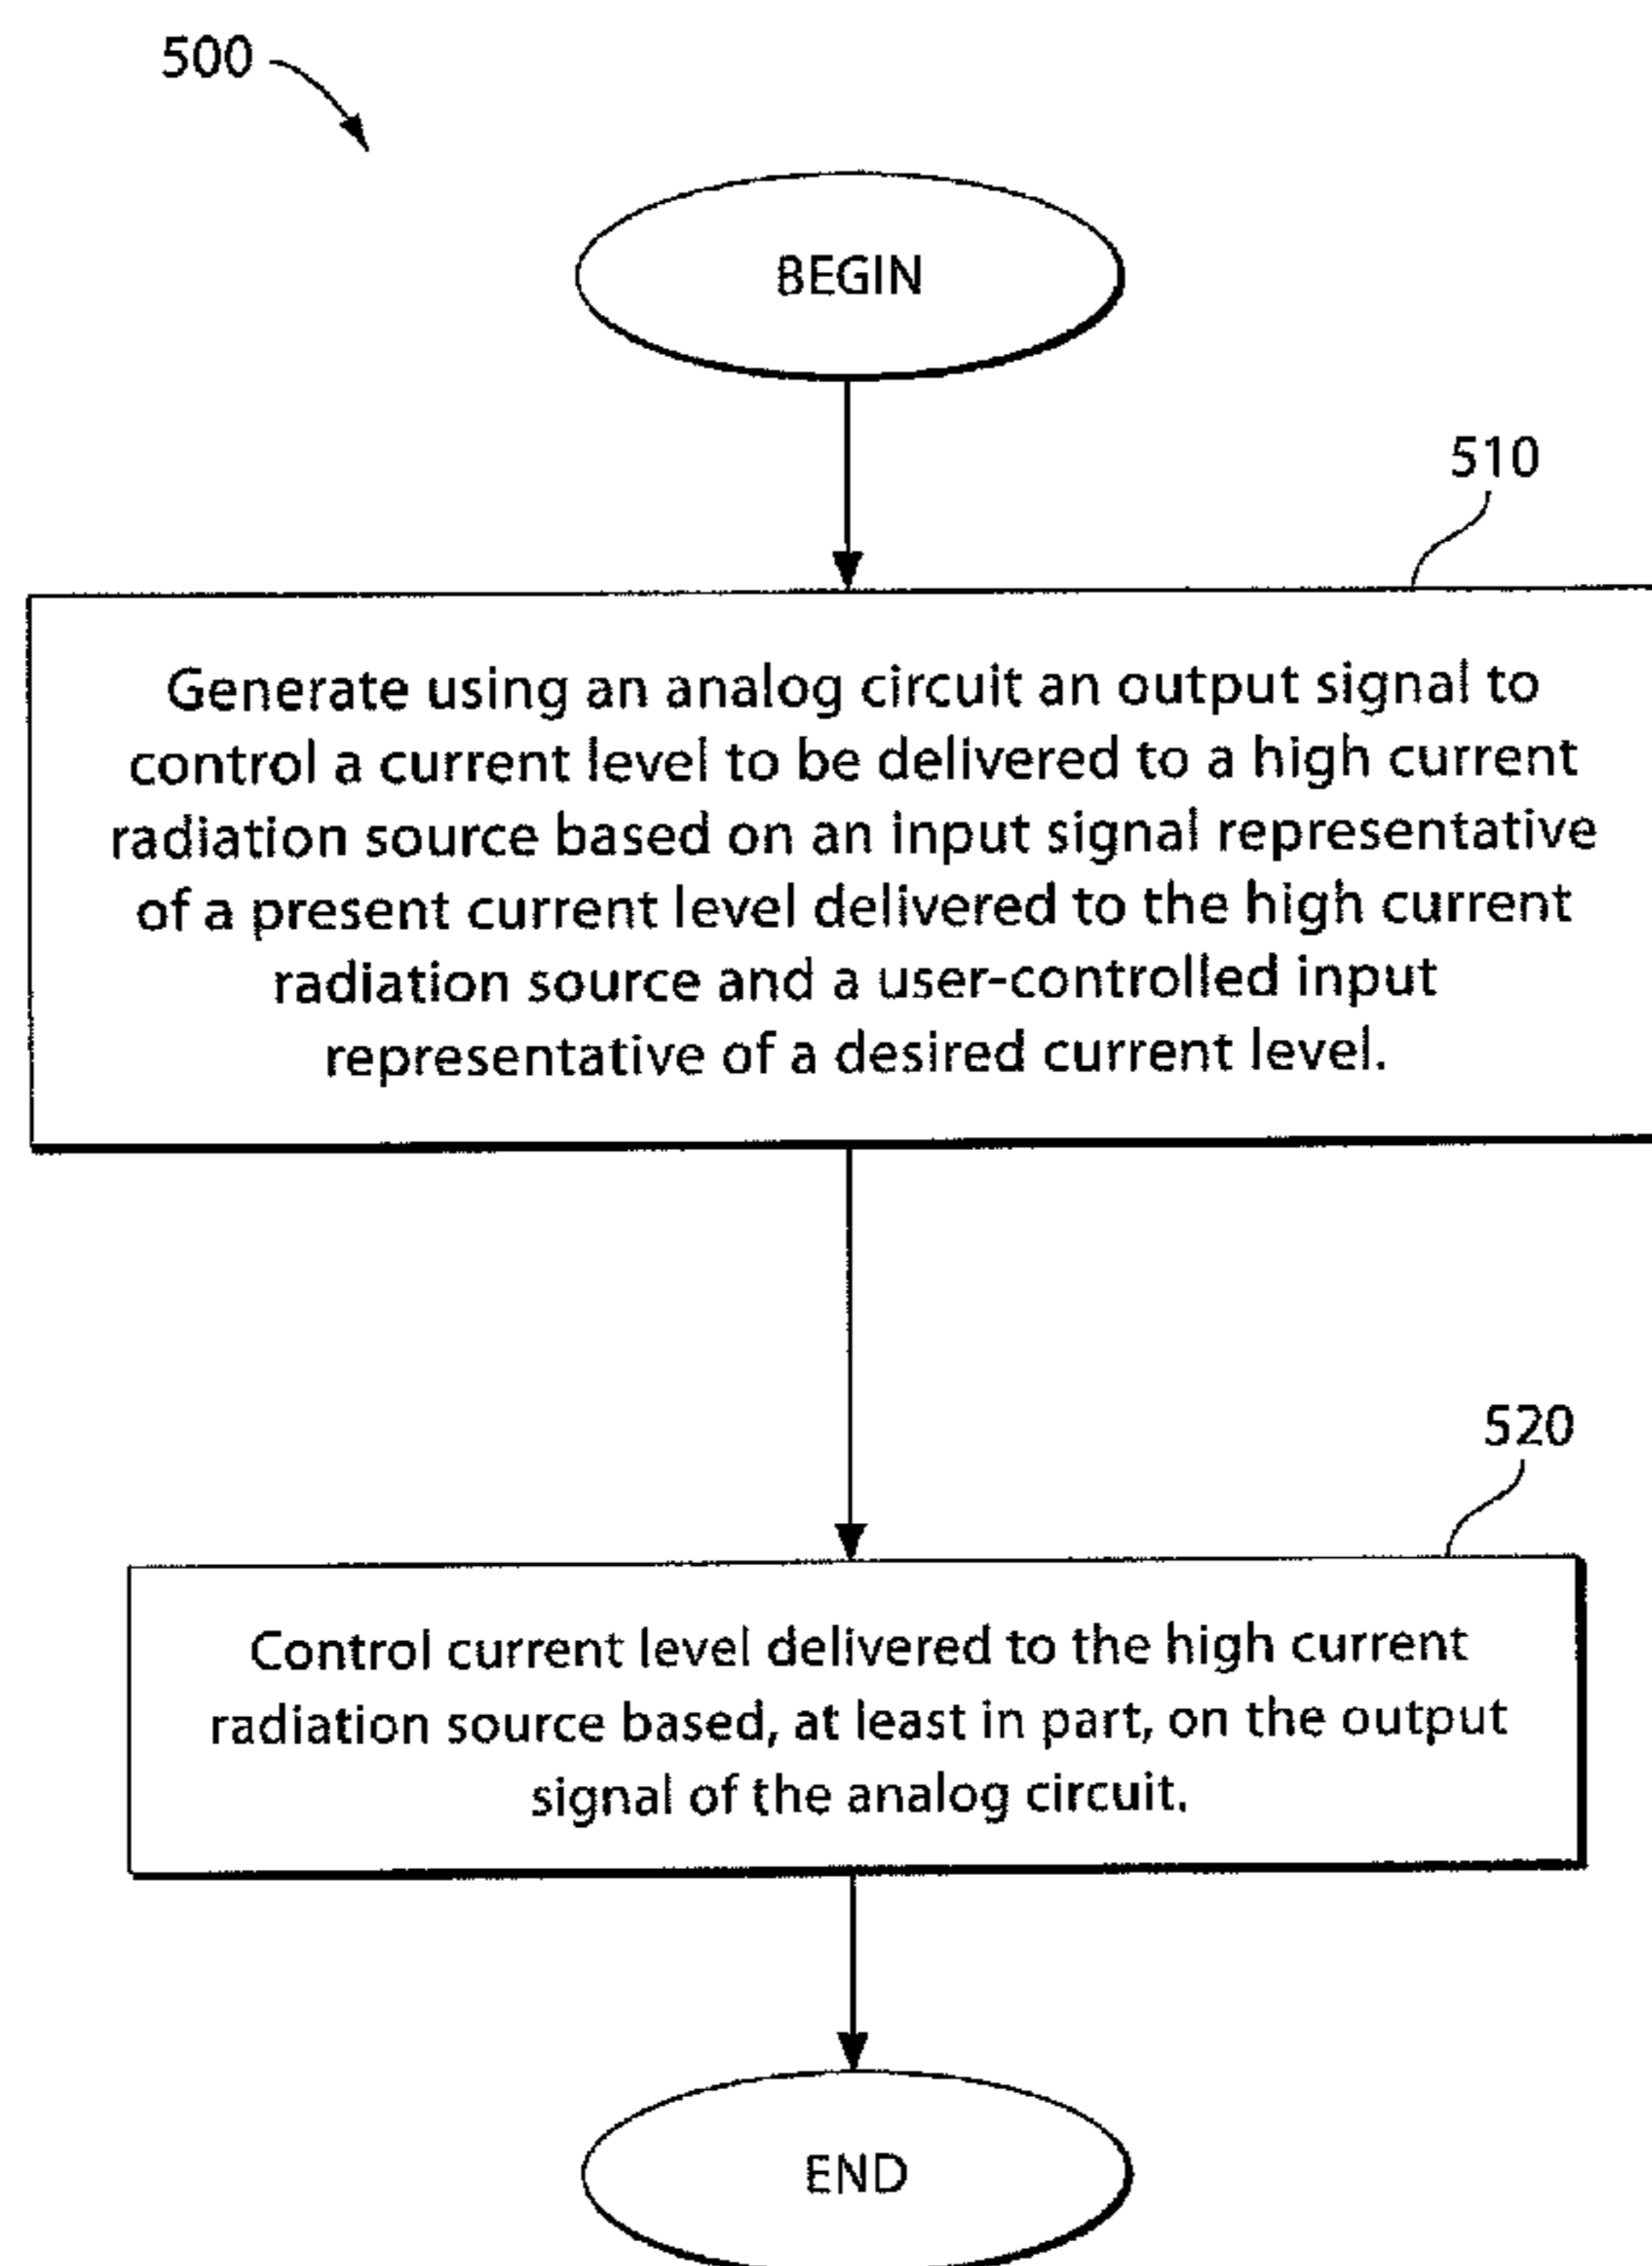 500
BEGIN
510
Generate using an analog circuit an output signal to
control a current level to be delivered to a high current
radiation source based on an input signal representative
of a present current level delivered to the high current
radiation source and a user-controlled input
representative of a desired current level.
520
Control current level delivered to the high current
radiation source based, at least in part, on the output
signal of the analog circuit.
END